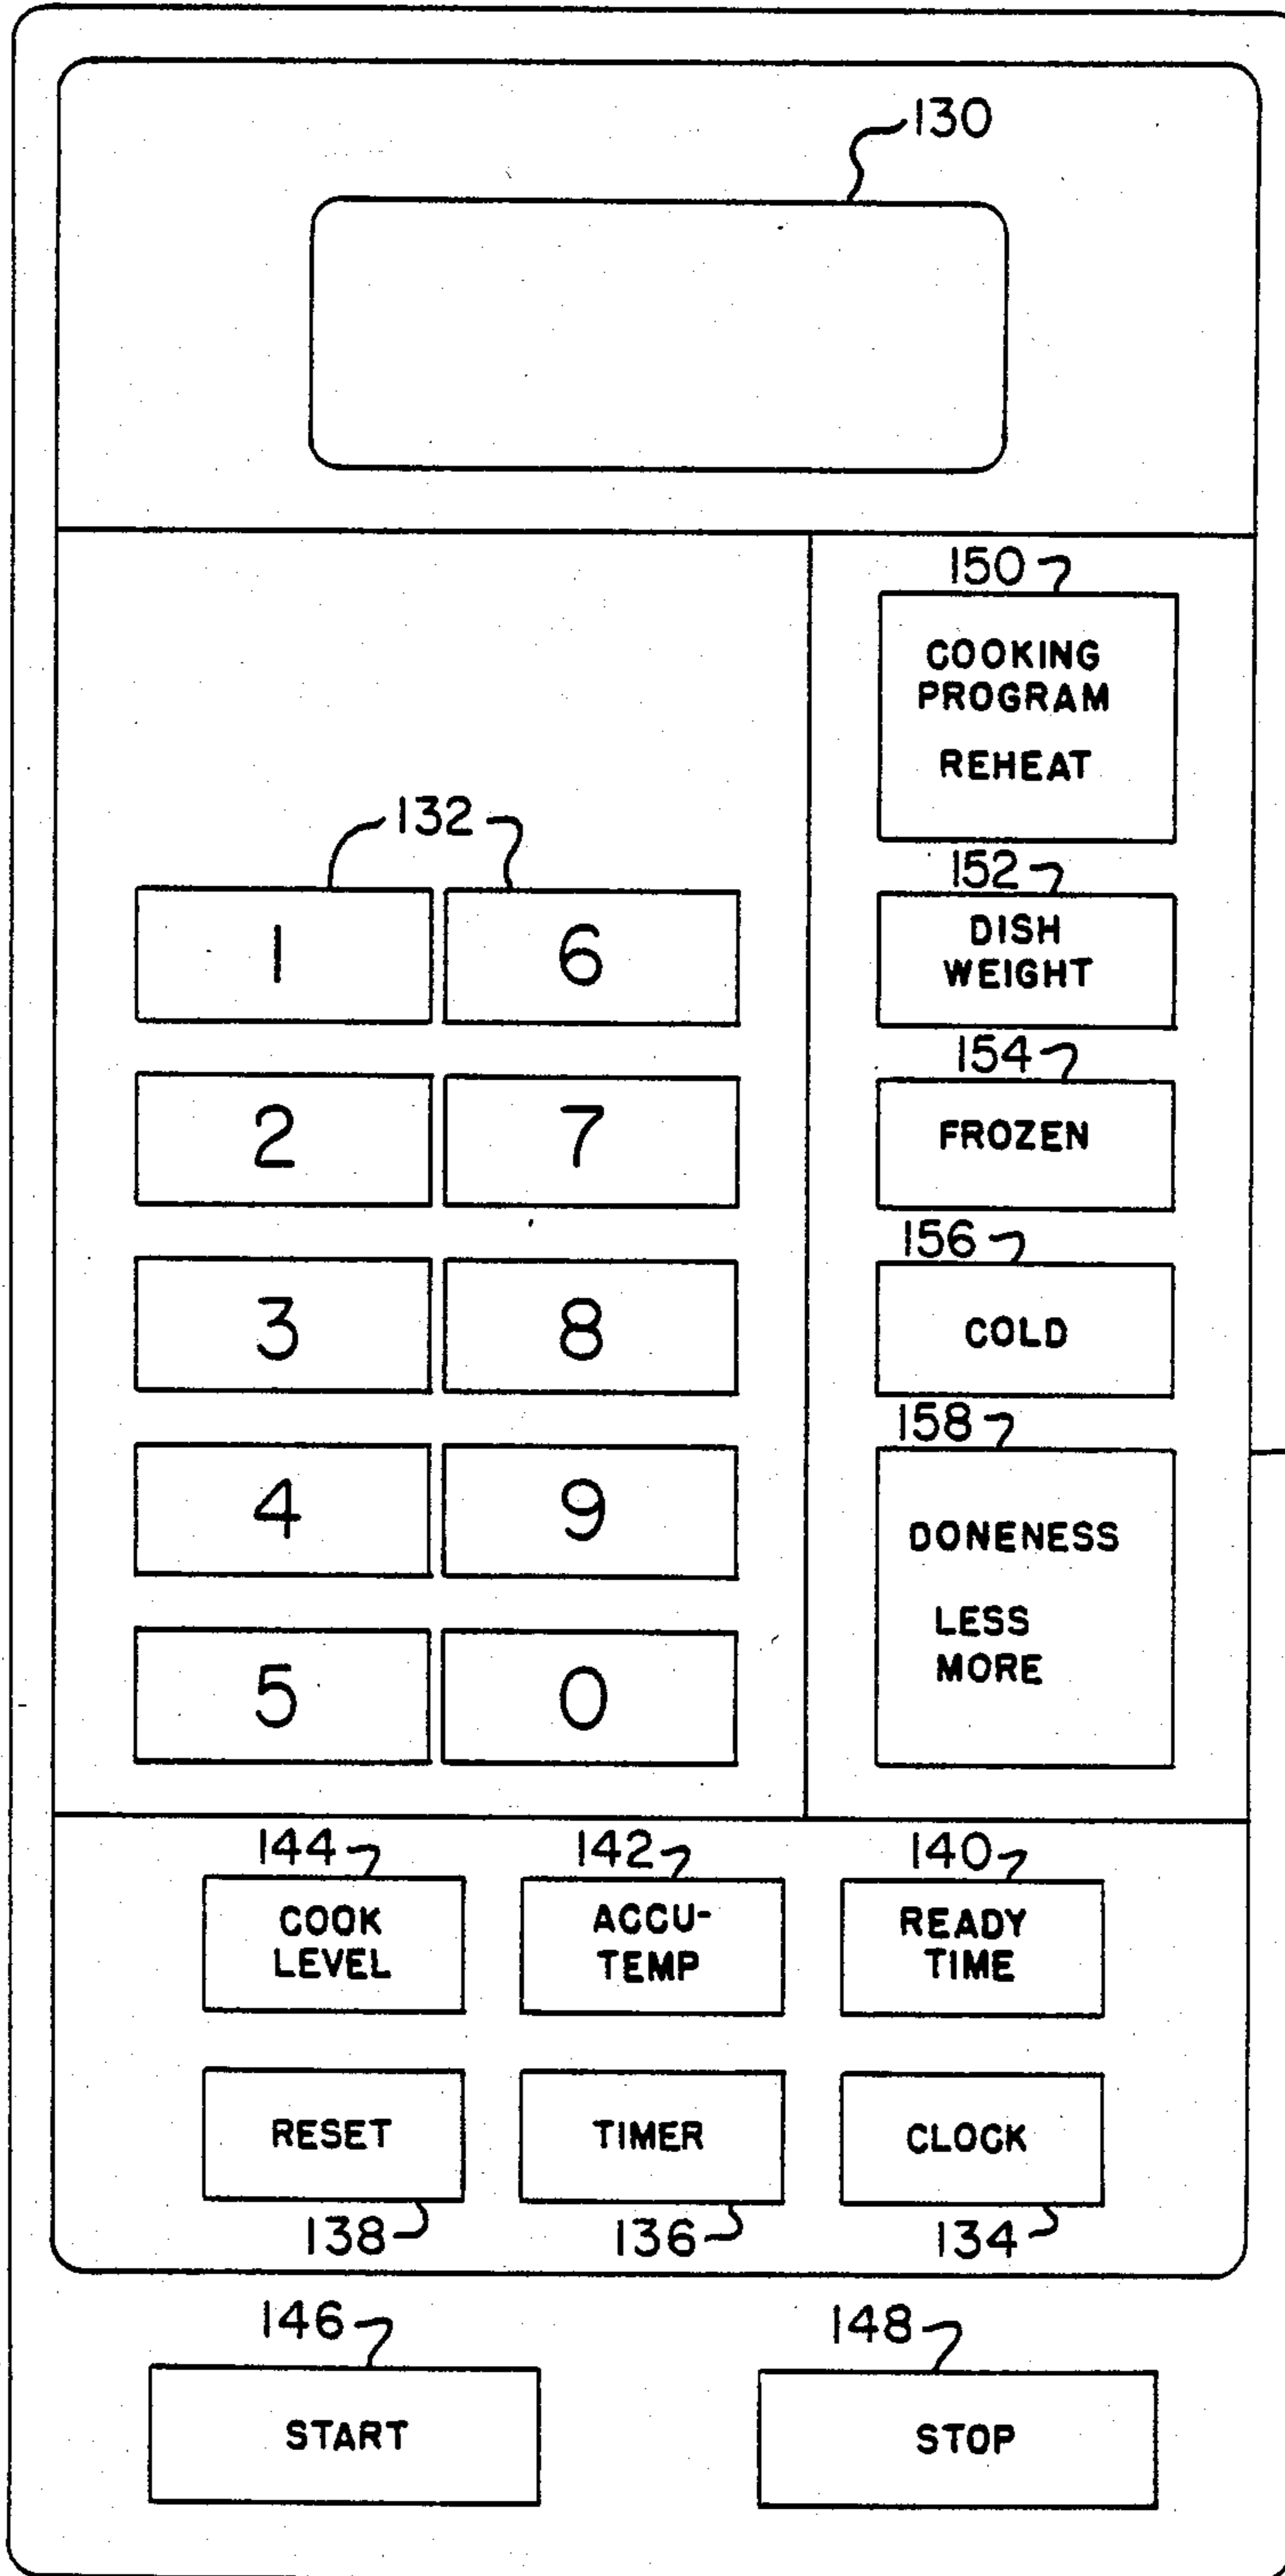 130
150
COOKING
PROGRAM
REHEAT
132
1 6
152
DISH
WEIGHT
2 7
154
FROZEN
3 8
156
COLD
4 9
158
DONENESS
LESS
MORE
5 0
144 142 140
COOK
LEVEL
ACCU-
TEMP
READY
TIME
RESET TIMER CLOCK
138 136 134
146 148
START STOP